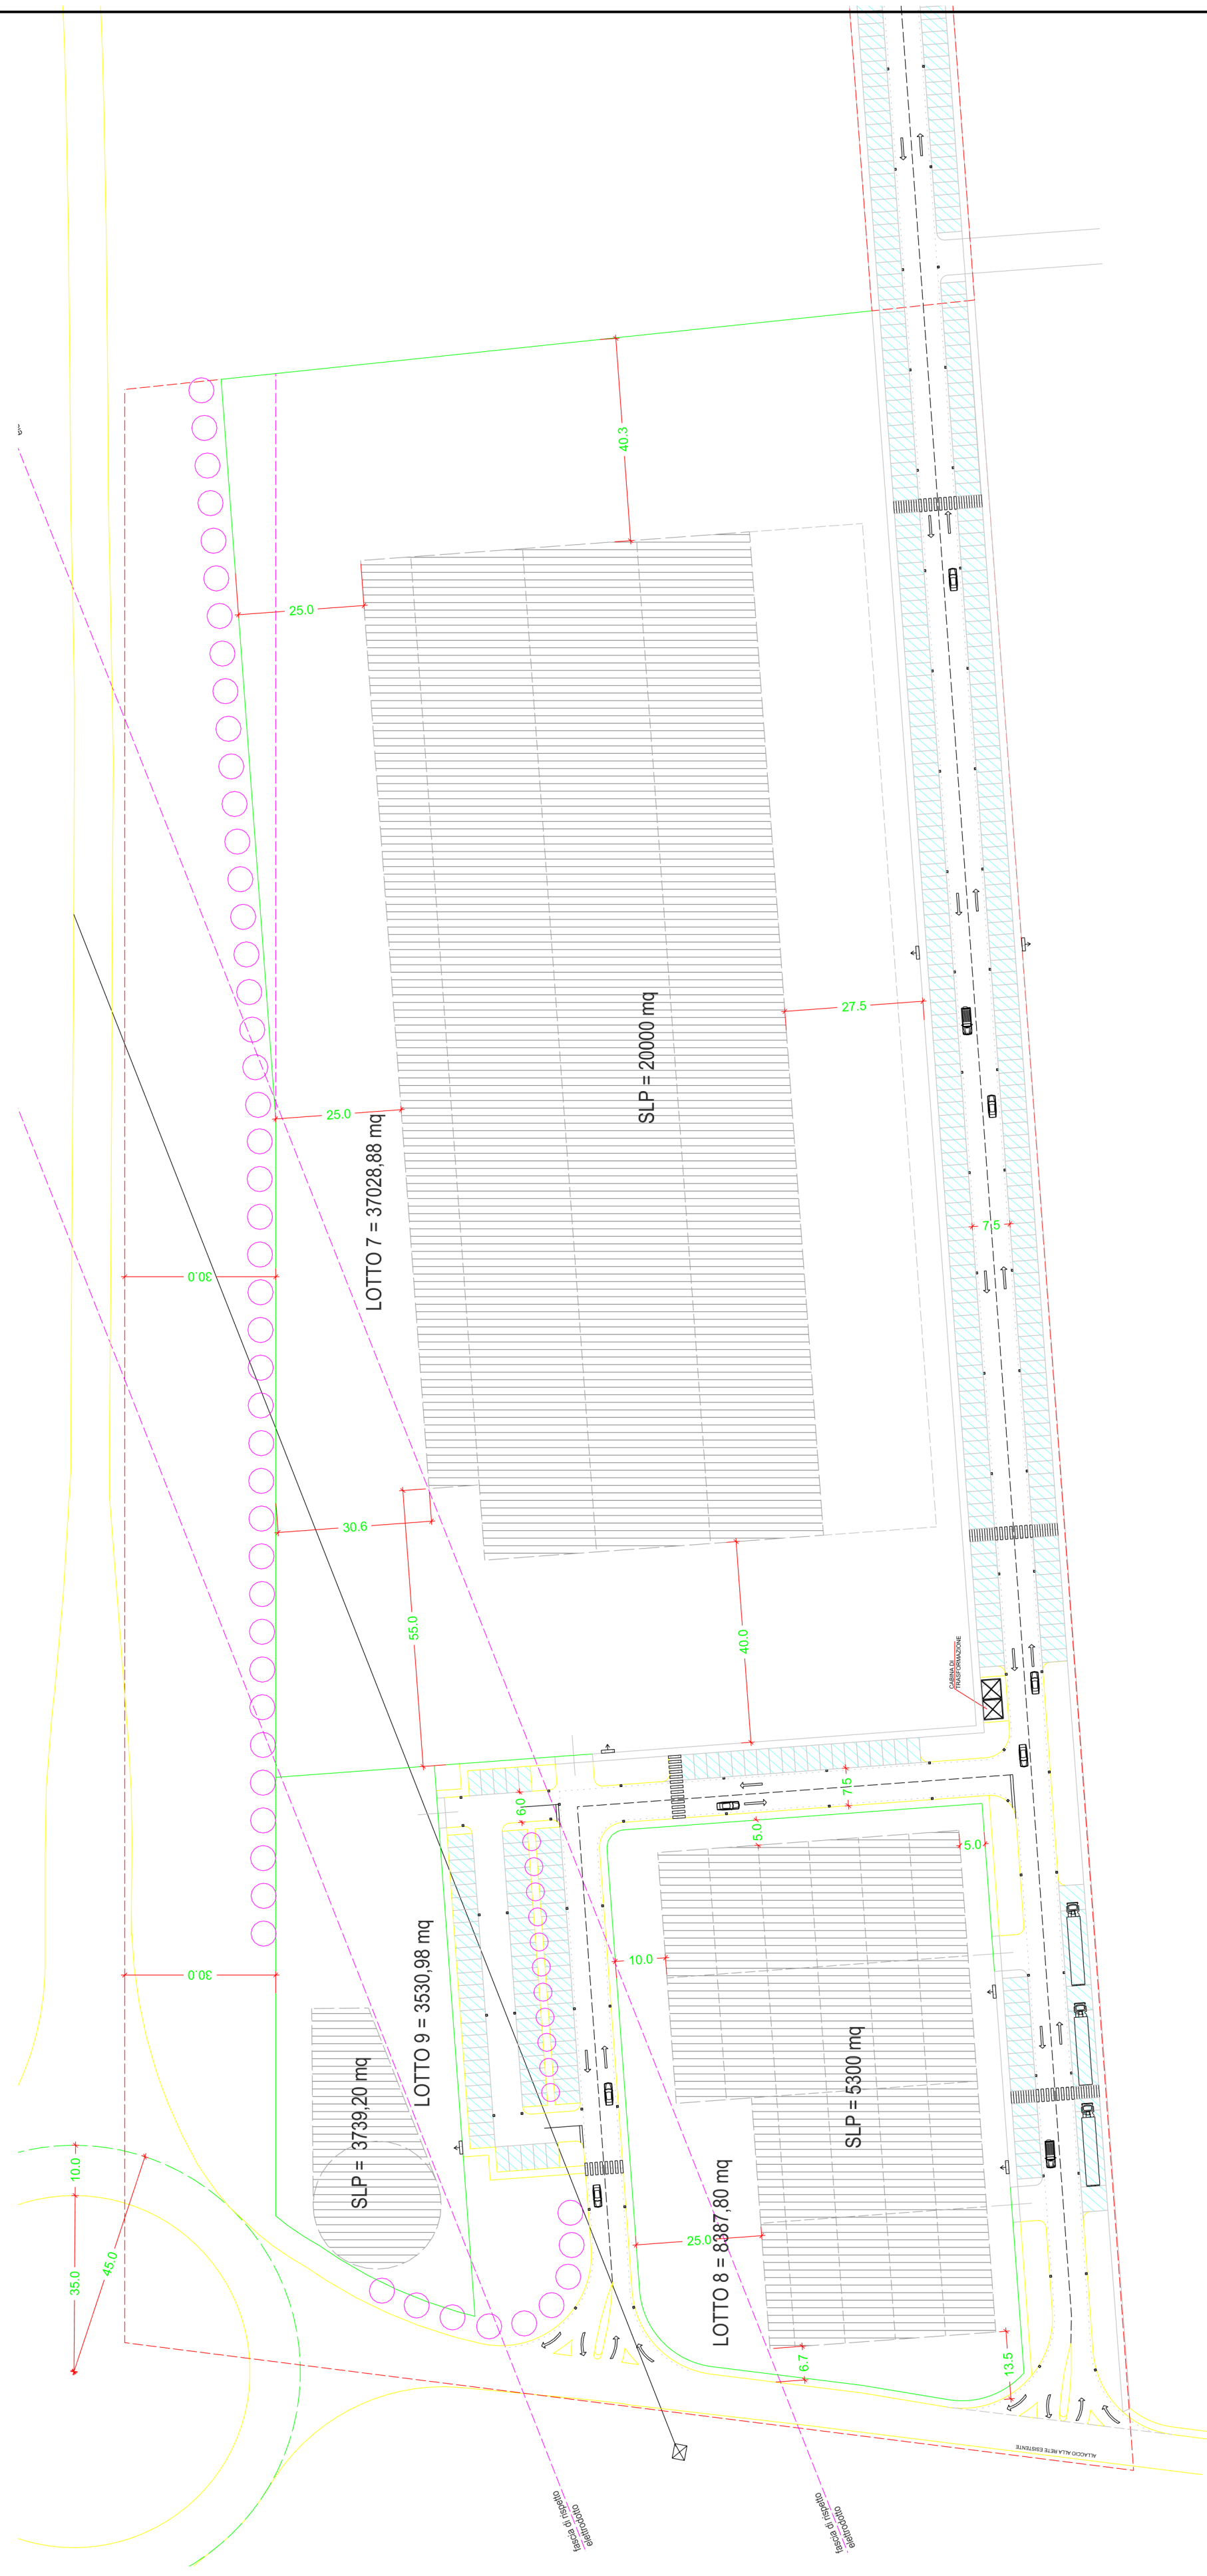 40.3
25.0
27.5
SLP = 20000 mq
25.0
LOTTO 7 = 37028,88 mq
7.5
30.0
30.6
55.0
40.0
CABINA DI
TRASFORMAZIONE
6.0
7.5
5.0
5.0
10.0
30.0
LOTTO 9 = 3530,98 mq
SLP = 3739,20 mq
SLP = 5300 mq
10.0
35.0
45.0
25.0
LOTTO 8 = 8387,80 mq
6.7
13.5
ALLACCIO ALLA RETE ESISTENTE
fascia di rispetto
elettrodotto
fascia di rispetto
elettrodotto